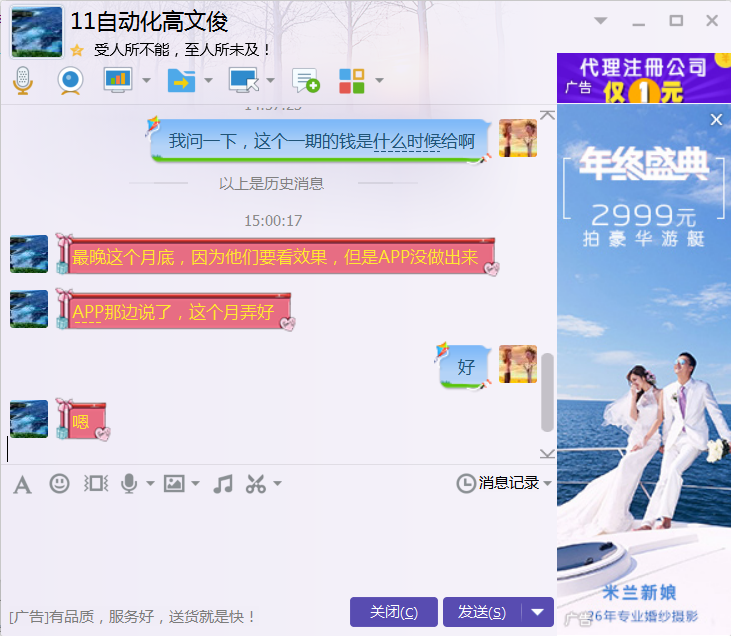 11自动化高文俊
受人所不能，至人所未及！
我问一下，这个一期的钱是什么时候给啊
以上是历史消息
15:00:17
最晚这个月底，因为他们要看效果，但是APP没做出来
APP那边说了，这个月弄好
好
嗯
消息记录
[广告]有品质，服务好，送货就是快！
关闭(C)
发送(S)
代理注册公司
广告
仅1元
年终盛典
2999元
拍豪华游艇
米兰新娘
广告
26年专业婚纱摄影